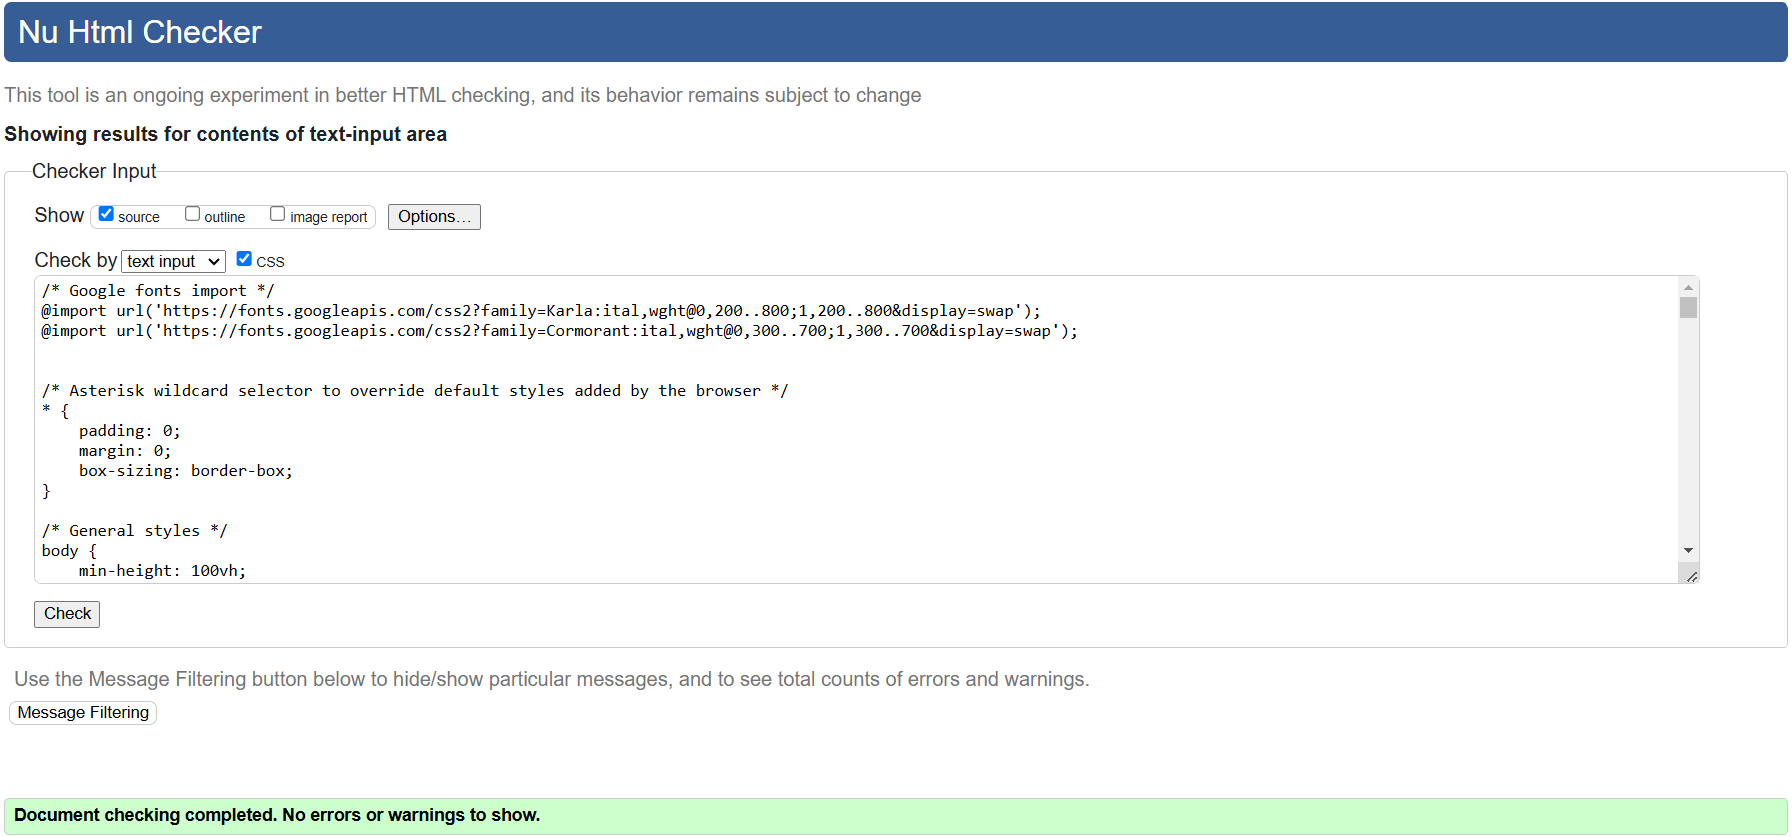 Nu Html Checker
This tool is an ongoing experiment in better HTML checking, and its behavior remains subject to change
Showing results for contents of text-input area
Checker Input
Show source outline image report Options...
Check by text input CSS
/* Google fonts import */
@import url('https://fonts.googleapis.com/css2?family=Karla:ital,wght@0,200..800;1,200..800&display=swap');
@import url('https://fonts.googleapis.com/css2?family=Cormorant:ital,wght@0,300..700;1,300..700&display=swap');
/* Asterisk wildcard selector to override default styles added by the browser */
* {
    padding: 0;
    margin: 0;
    box-sizing: border-box;
}
/* General styles */
body {
    min-height: 100vh;
Check
Use the Message Filtering button below to hide/show particular messages, and to see total counts of errors and warnings.
Message Filtering
Document checking completed. No errors or warnings to show.